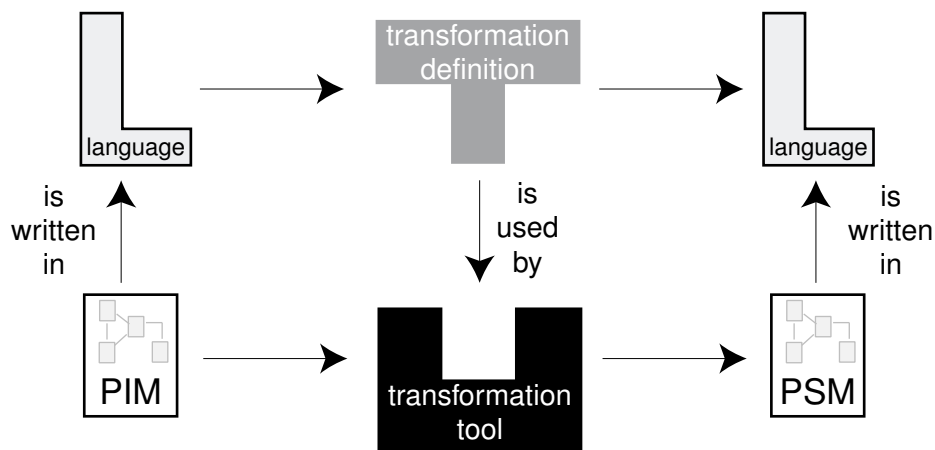 transformation
definition
language
language
is
written
in
is
used
by
is
written
in
PIM
transformation
tool
PSM